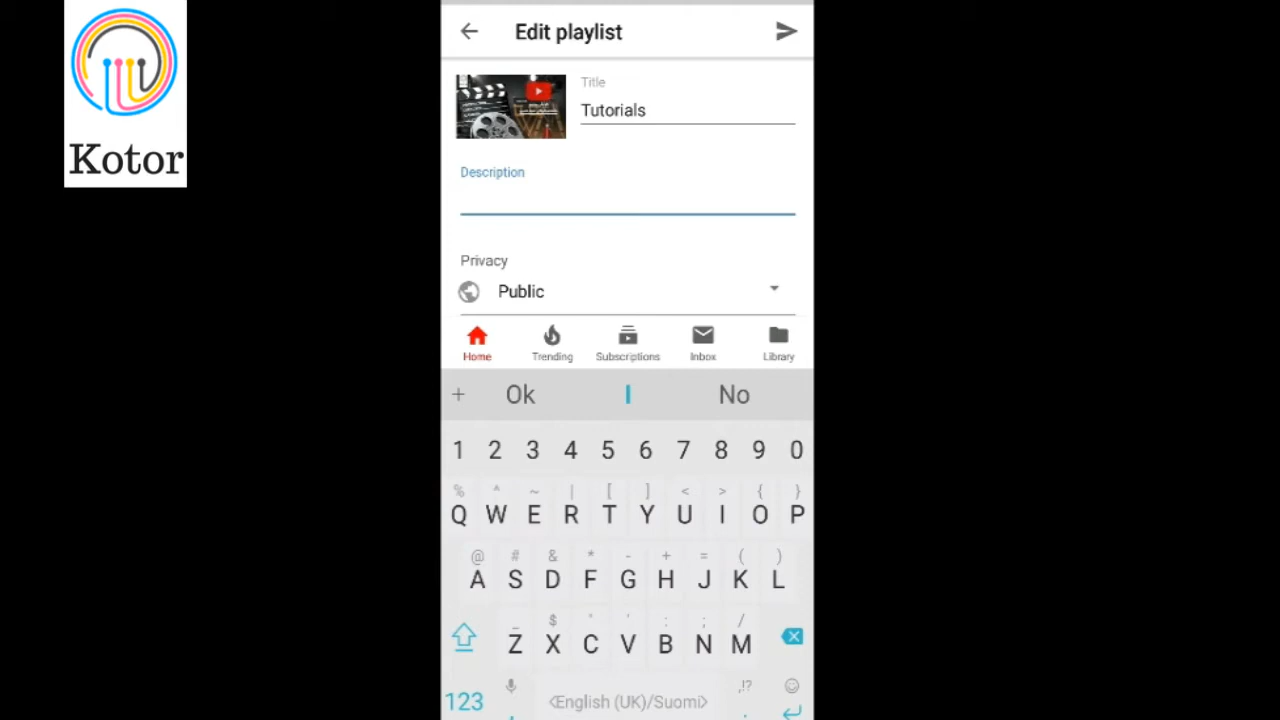 Kotor
Edit playlist
Title
Tutorials
Description
Privacy
Public
Home Trending Subscriptions Inbox Library
+ Ok I No
1 2 3 4 5 6 7 8 9 0
% ^ ~ | [ ] < > { }
Q W E R T Y U I O P
@ # & * - + = ( )
A S D F G H J K L
_ $ " ' : ; /
Z X C V B N M
,!?
123 , <English (UK)/Suomi> .